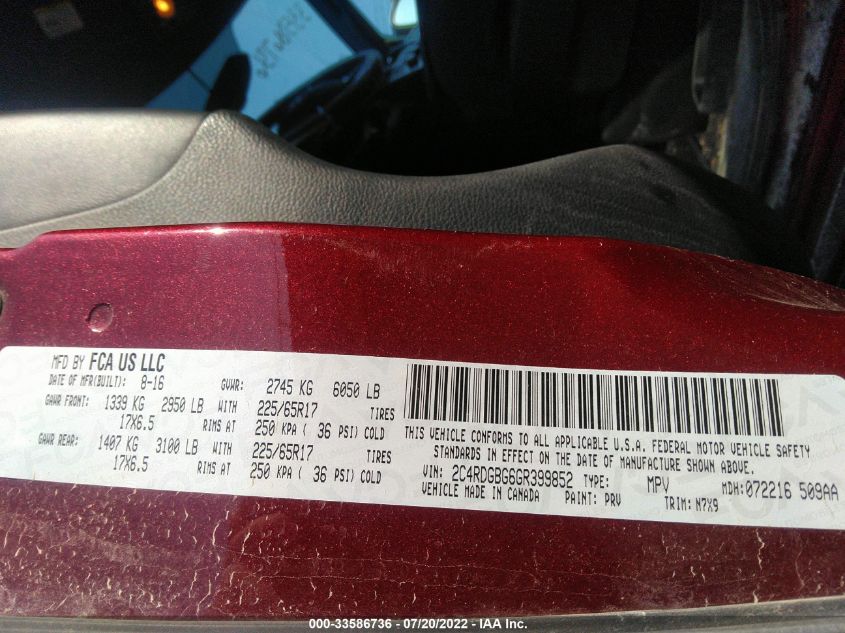 MFD BY FCA US LLC
DATE OF MFR(BUILT): 8-16 GVWR: 2745 KG 6050 LB
GAWR FRONT: 1339 KG 2950 LB WITH 225/65R17 TIRES
17X6.5 RIMS AT 250 KPA ( 36 PSI) COLD
GAWR REAR: 1407 KG 3100 LB WITH 225/65R17 TIRES
17X6.5 RIMS AT 250 KPA ( 36 PSI) COLD
THIS VEHICLE CONFORMS TO ALL APPLICABLE U.S.A. FEDERAL MOTOR VEHICLE SAFETY
STANDARDS IN EFFECT ON THE DATE OF MANUFACTURE SHOWN ABOVE.
VIN: 2C4RDGBG6GR399852 TYPE: MPV MDH:072216 509AA
VEHICLE MADE IN CANADA PAINT: PRV TRIM: N7X9
000-33586736 - 07/20/2022 - IAA Inc.